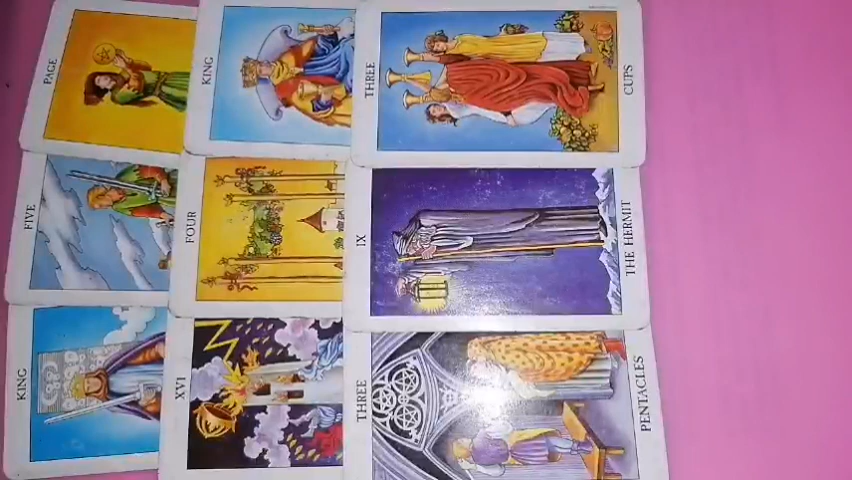 PAGE
KING
THREE
CUPS
FIVE
FOUR
IX
THE HERMIT
KING
XVI
THREE
PENTACLES